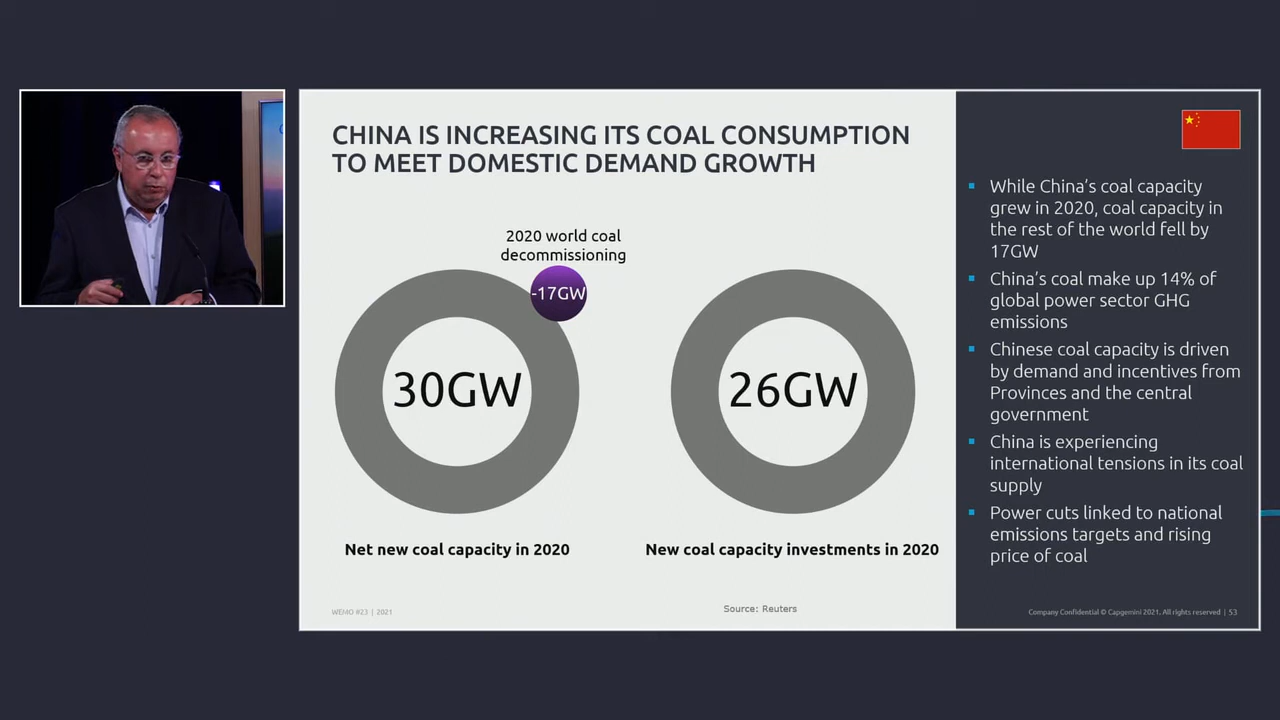 CHINA IS INCREASING ITS COAL CONSUMPTION
TO MEET DOMESTIC DEMAND GROWTH
2020 world coal
decommissioning
-17GW
30GW
26GW
Net new coal capacity in 2020
New coal capacity investments in 2020
While China's coal capacity
grew in 2020, coal capacity in
the rest of the world fell by
17GW
China's coal make up 14% of
global power sector GHG
emissions
Chinese coal capacity is driven
by demand and incentives from
Provinces and the central
government
China is experiencing
international tensions in its coal
supply
Power cuts linked to national
emissions targets and rising
price of coal
WEMO #23 | 2021
Source: Reuters
Company Confidential © Capgemini 2021. All rights reserved | 53